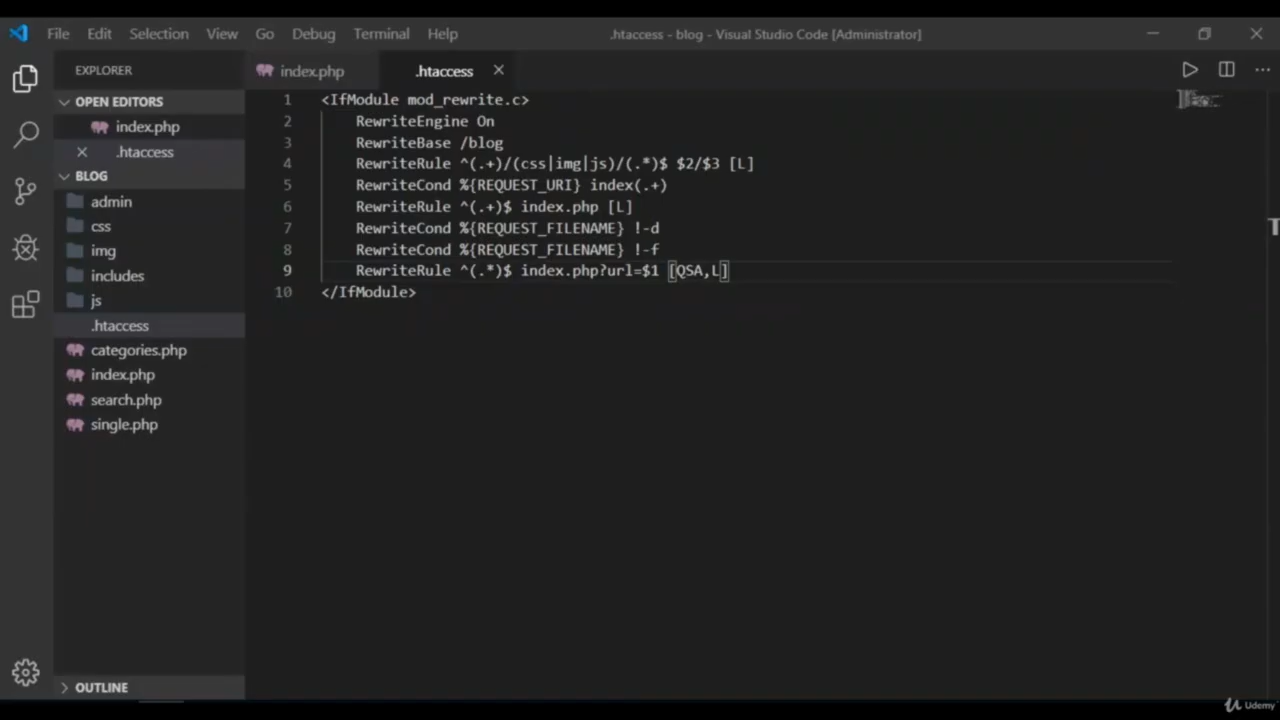 File Edit Selection View Go Debug Terminal Help
.htaccess - blog - Visual Studio Code [Administrator]
EXPLORER
index.php
.htaccess
OPEN EDITORS
index.php
.htaccess
BLOG
admin
css
img
includes
js
.htaccess
categories.php
index.php
search.php
single.php
OUTLINE
1 <IfModule mod_rewrite.c>
2 RewriteEngine On
3 RewriteBase /blog
4 RewriteRule ^(.+)/(css|img|js)/(.*)$ $2/$3 [L]
5 RewriteCond %{REQUEST_URI} index(.+)
6 RewriteRule ^(.+)$ index.php [L]
7 RewriteCond %{REQUEST_FILENAME} !-d
8 RewriteCond %{REQUEST_FILENAME} !-f
9 RewriteRule ^(.*)$ index.php?url=$1 [QSA,L]
10 </IfModule>
Udemy